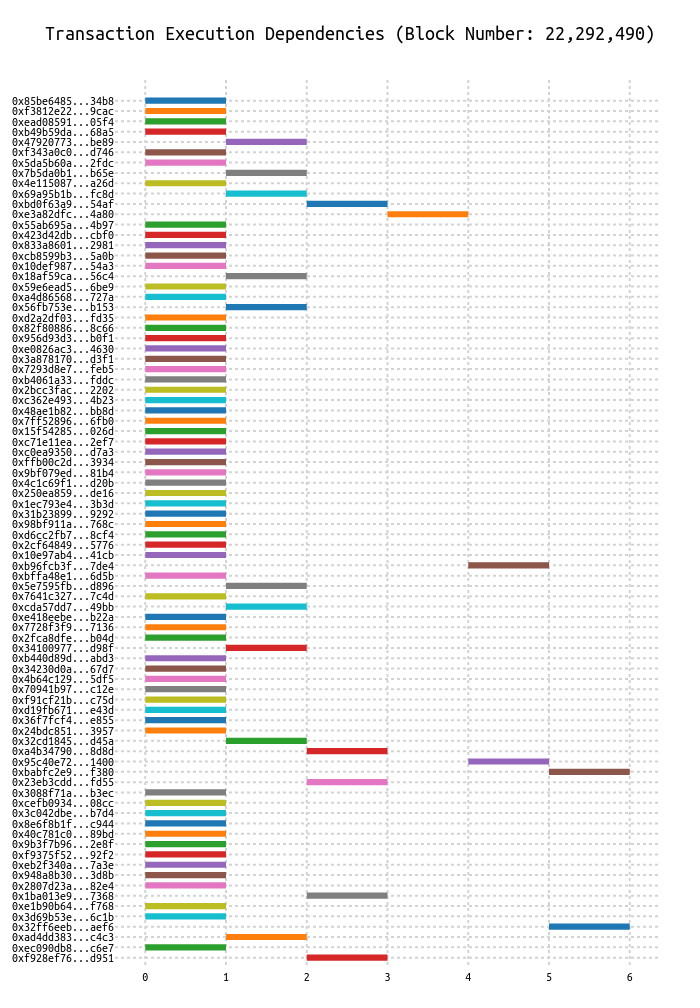 Transaction Execution Dependencies (Block Number: 22,292,490)
0x85be6485...34b8
0xf3812e22...9cac
0xead08591...05f4
0xb49b59da...68a5
0x47920773...be89
0xf343a0c0...d746
0x5da5b60a...2fdc
0x7b5da0b1...b65e
0x4e115087...a26d
0x69a95b1b...fc8d
0xbd0f63a9...54af
0xe3a82dfc...4a80
0x55ab695a...4b97
0x423d42db...cbf0
0x833a8601...2981
0xcb8599b3...5a0b
0x10def987...54a3
0x18af59ca...56c4
0x59e6ead5...6be9
0xa4d86568...727a
0x56fb753e...b153
0xd2a2df03...fd35
0x82f80886...8c66
0x956d93d3...b0f1
0xe0826ac3...4630
0x3a878170...d3f1
0x7293d8e7...feb5
0xb4061a33...fddc
0x2bcc3fac...2202
0xc362e493...4b23
0x48ae1b82...bb8d
0x7ff52896...6fb0
0x15f54285...026d
0xc71e11ea...2ef7
0xc0ea9350...d7a3
0xffb00c2d...3934
0x9bf079ed...81b4
0x4c1c69f1...d20b
0x250ea859...de16
0x1ec793e4...3b3d
0x31b23899...9292
0x98bf911a...768c
0xd6cc2fb7...8cf4
0x2cf64849...5776
0x10e97ab4...41cb
0xb96fcb3f...7de4
0xbffa48e1...6d5b
0x5e7595fb...d896
0x7641c327...7c4d
0xcda57dd7...49bb
0xe418eebe...b22a
0x7728f3f9...7136
0x2fca8dfe...b04d
0x34100977...d98f
0xb440d89d...abd3
0x34230d0a...67d7
0x4b64c129...5df5
0x70941b97...c12e
0xf91cf21b...c75d
0xd19fb671...e43d
0x36f7fcf4...e855
0x24bdc851...3957
0x32cd1845...d45a
0xa4b34790...8d8d
0x95c40e72...1400
0xbabfc2e9...f380
0x23eb3cdd...fd55
0x3088f71a...b3ec
0xcefb0934...08cc
0x3c042dbe...b7d4
0x8e6f8b1f...c944
0x40c781c0...89bd
0x9b3f7b96...2e8f
0xf9375f52...92f2
0xeb2f340a...7a3e
0x948a8b30...3d8b
0x2807d23a...82e4
0x1ba013e9...7368
0xe1b90b64...f768
0x3d69b53e...6c1b
0x32ff6eeb...aef6
0xad4dd383...c4c3
0xec090db8...c6e7
0xf928ef76...d951
0 1 2 3 4 5 6